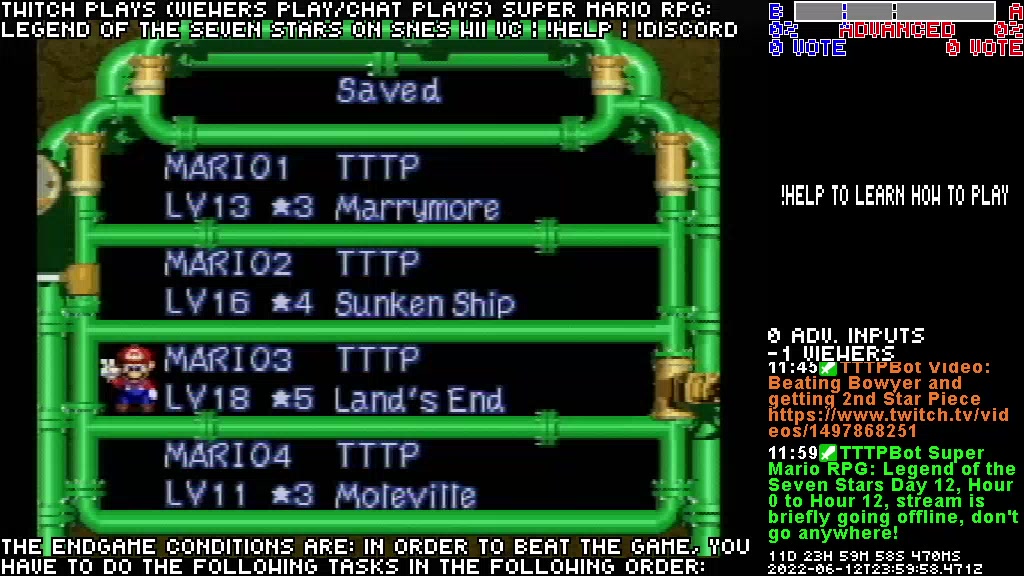 TWITCH PLAYS (VIEWERS PLAY/CHAT PLAYS) SUPER MARIO RPG:
LEGEND OF THE SEVEN STARS ON SNES WII VC | !HELP | !DISCORD
Saved
MARIO1 TTTP
LV13 ★3 Marrymore
MARIO2 TTTP
LV16 ★4 Sunken Ship
MARIO3 TTTP
LV18 ★5 Land's End
MARIO4 TTTP
LV11 ★3 Moleville
THE ENDGAME CONDITIONS ARE: IN ORDER TO BEAT THE GAME, YOU
HAVE TO DO THE FOLLOWING TASKS IN THE FOLLOWING ORDER:
B A
0% ADVANCED 0%
0 VOTE 0 VOTE
!HELP TO LEARN HOW TO PLAY
0 ADV. INPUTS
-1 VIEWERS
11:45 TTTPBot Video:
Beating Bowyer and
getting 2nd Star Piece
https://www.twitch.tv/vid
eos/1497868251
11:59 TTTPBot Super
Mario RPG: Legend of the
Seven Stars Day 12, Hour
0 to Hour 12, stream is
briefly going offline, don't
go anywhere!
11D 23H 59M 58S 470MS
2022-06-12T23:59:58.471Z